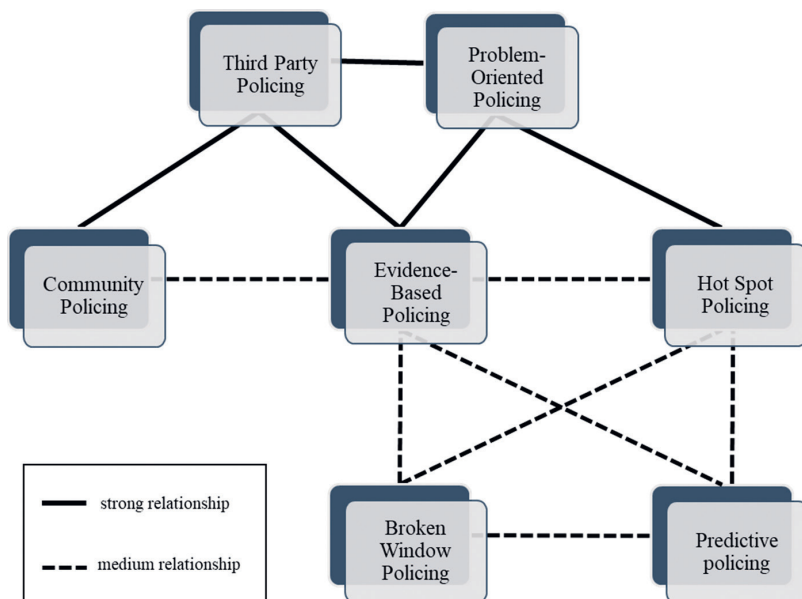 Third Party
Policing
Problem-
Oriented
Policing
Community
Policing
Evidence-
Based
Policing
Hot Spot
Policing
Broken
Window
Policing
Predictive
policing
strong relationship
medium relationship